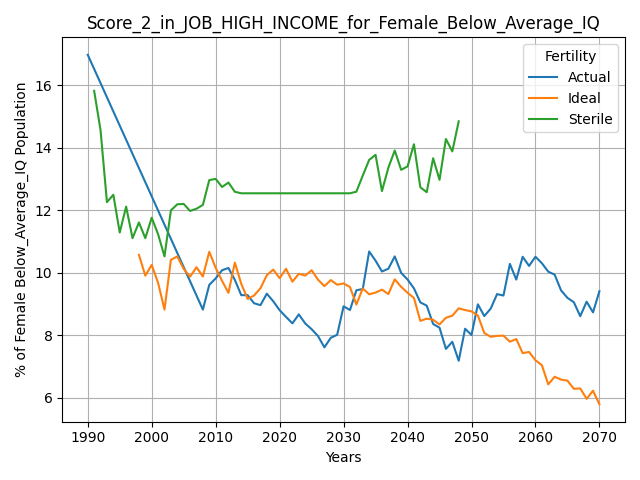 Score_2_in_JOB_HIGH_INCOME_for_Female_Below_Average_IQ
% of Female Below_Average_IQ Population
16
14
12
10
8
6
Fertility
Actual
Ideal
Sterile
1990 2000 2010 2020 2030 2040 2050 2060 2070
Years